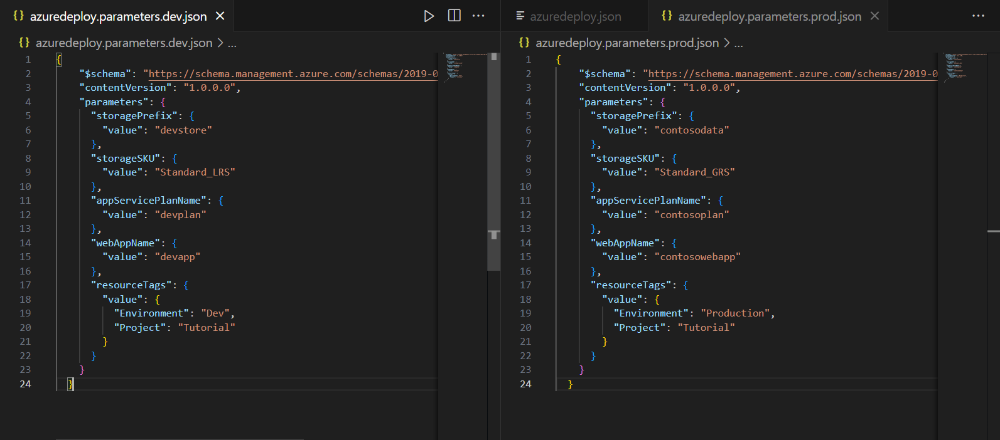 {} azuredeploy.parameters.dev.json ✕
{} azuredeploy.parameters.dev.json > ...
1 {
2 "$schema": "https://schema.management.azure.com/schemas/2019-0
3 "contentVersion": "1.0.0.0",
4 "parameters": {
5 "storagePrefix": {
6 "value": "devstore"
7 },
8 "storageSKU": {
9 "value": "Standard_LRS"
10 },
11 "appServicePlanName": {
12 "value": "devplan"
13 },
14 "webAppName": {
15 "value": "devapp"
16 },
17 "resourceTags": {
18 "value": {
19 "Environment": "Dev",
20 "Project": "Tutorial"
21 }
22 }
23 }
24 }
azuredeploy.json
{} azuredeploy.parameters.prod.json ✕
{} azuredeploy.parameters.prod.json > ...
1 {
2 "$schema": "https://schema.management.azure.com/schemas/2019-0
3 "contentVersion": "1.0.0.0",
4 "parameters": {
5 "storagePrefix": {
6 "value": "contosodata"
7 },
8 "storageSKU": {
9 "value": "Standard_GRS"
10 },
11 "appServicePlanName": {
12 "value": "contosoplan"
13 },
14 "webAppName": {
15 "value": "contosowebapp"
16 },
17 "resourceTags": {
18 "value": {
19 "Environment": "Production",
20 "Project": "Tutorial"
21 }
22 }
23 }
24 }